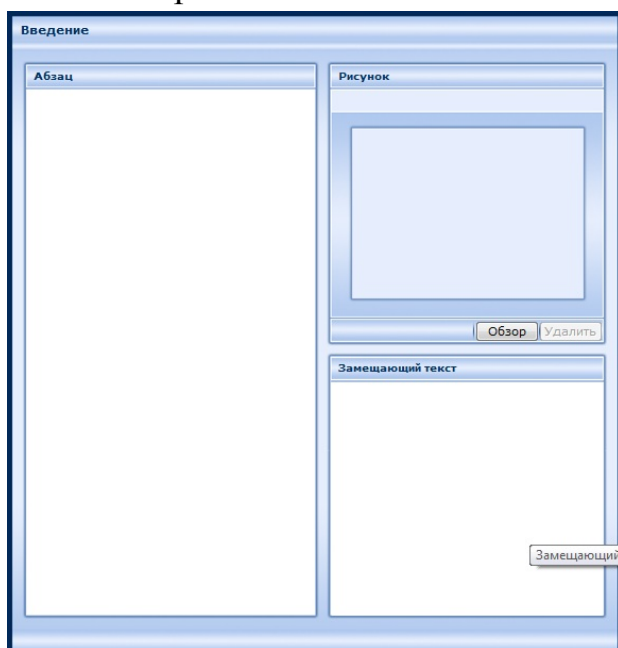 Введение
Абзац
Рисунок
Обзор Удалить
Замещающий текст
Замещающий